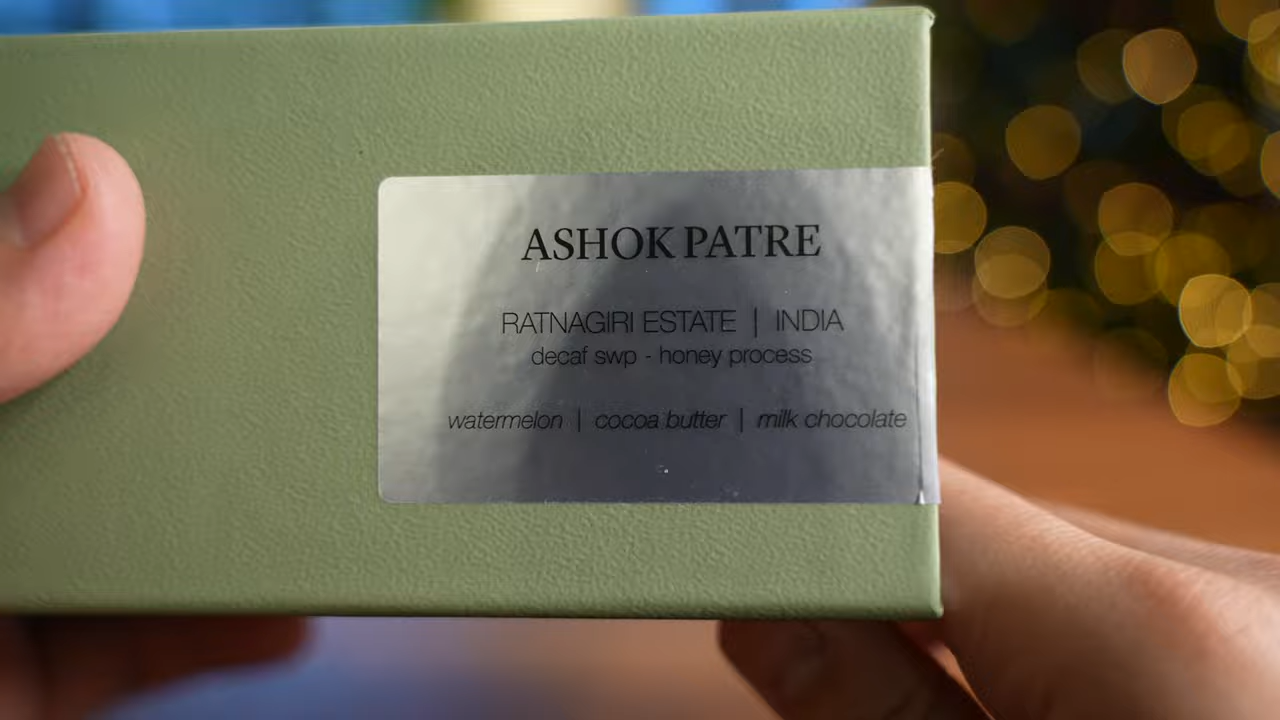 ASHOK PATRE
RATNAGIRI ESTATE | INDIA
decaf swp - honey process
watermelon | cocoa butter | milk chocolate